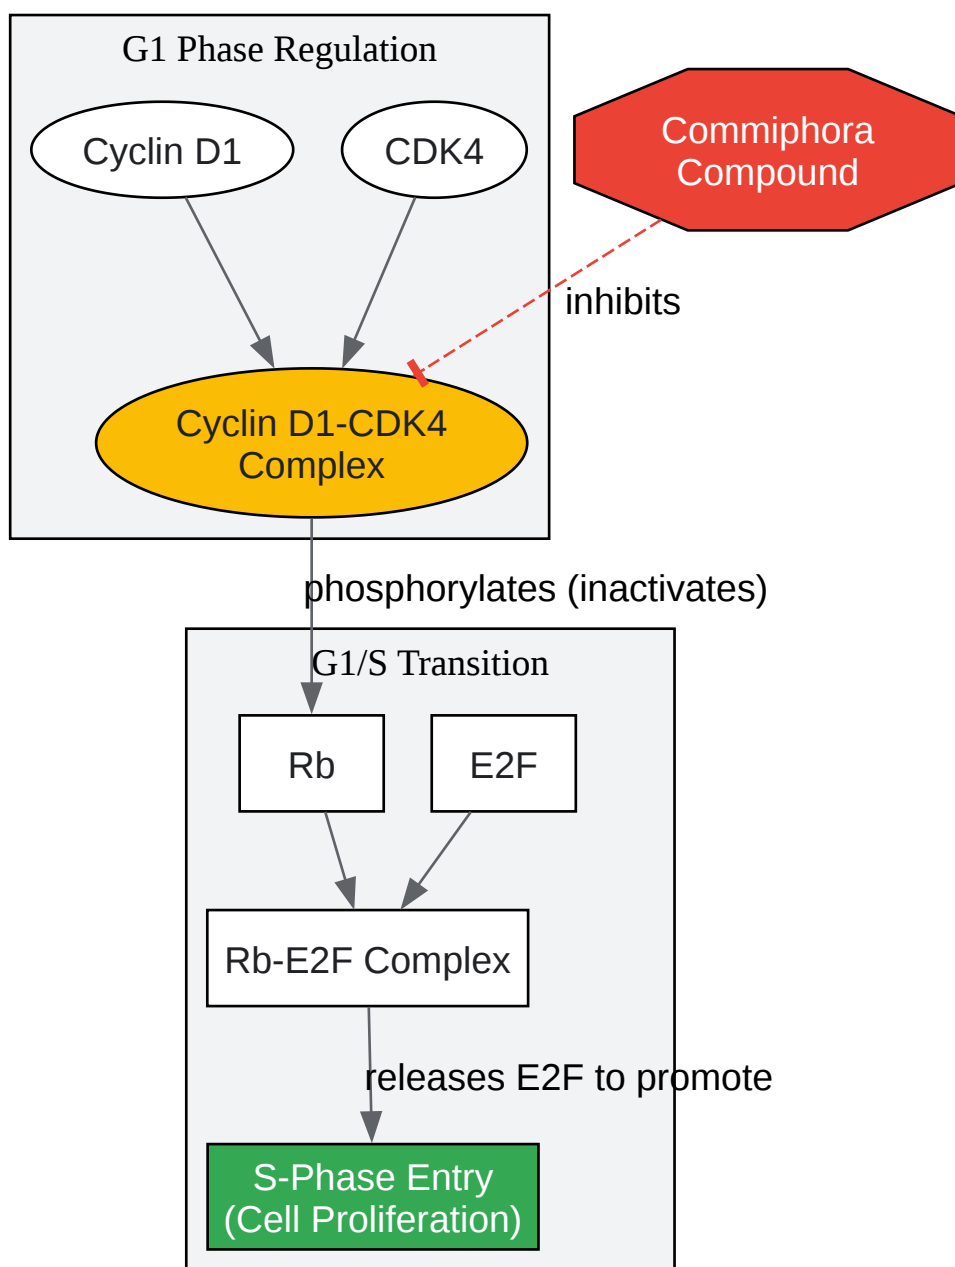 G1 Phase Regulation
Cyclin D1
CDK4
Commiphora
Compound
inhibits
Cyclin D1-CDK4
Complex
phosphorylates (inactivates)
G1/S Transition
Rb
E2F
Rb-E2F Complex
releases E2F to promote
S-Phase Entry
(Cell Proliferation)